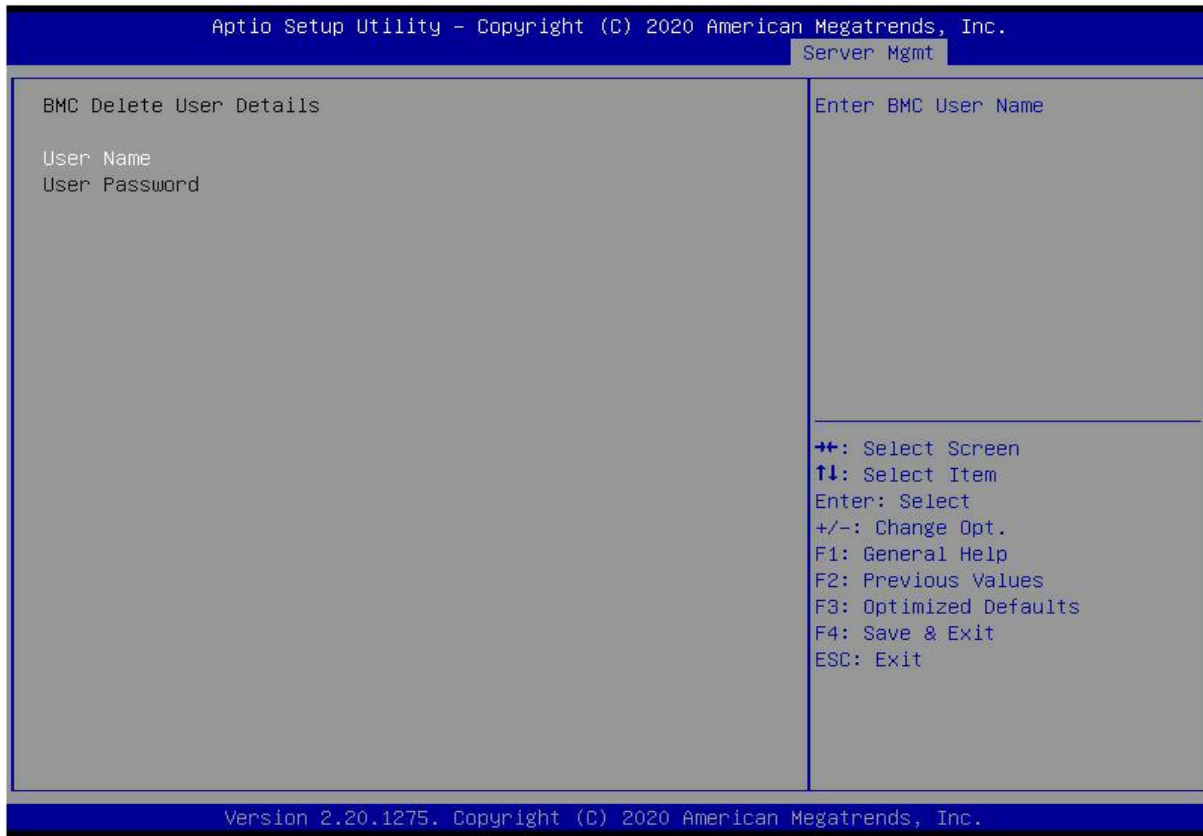 Aptio Setup Utility – Copyright (C) 2020 American Megatrends, Inc.
Server Mgmt
BMC Delete User Details
User Name
User Password
Enter BMC User Name
→←: Select Screen
↑↓: Select Item
Enter: Select
+/-: Change Opt.
F1: General Help
F2: Previous Values
F3: Optimized Defaults
F4: Save & Exit
ESC: Exit
Version 2.20.1275. Copyright (C) 2020 American Megatrends, Inc.